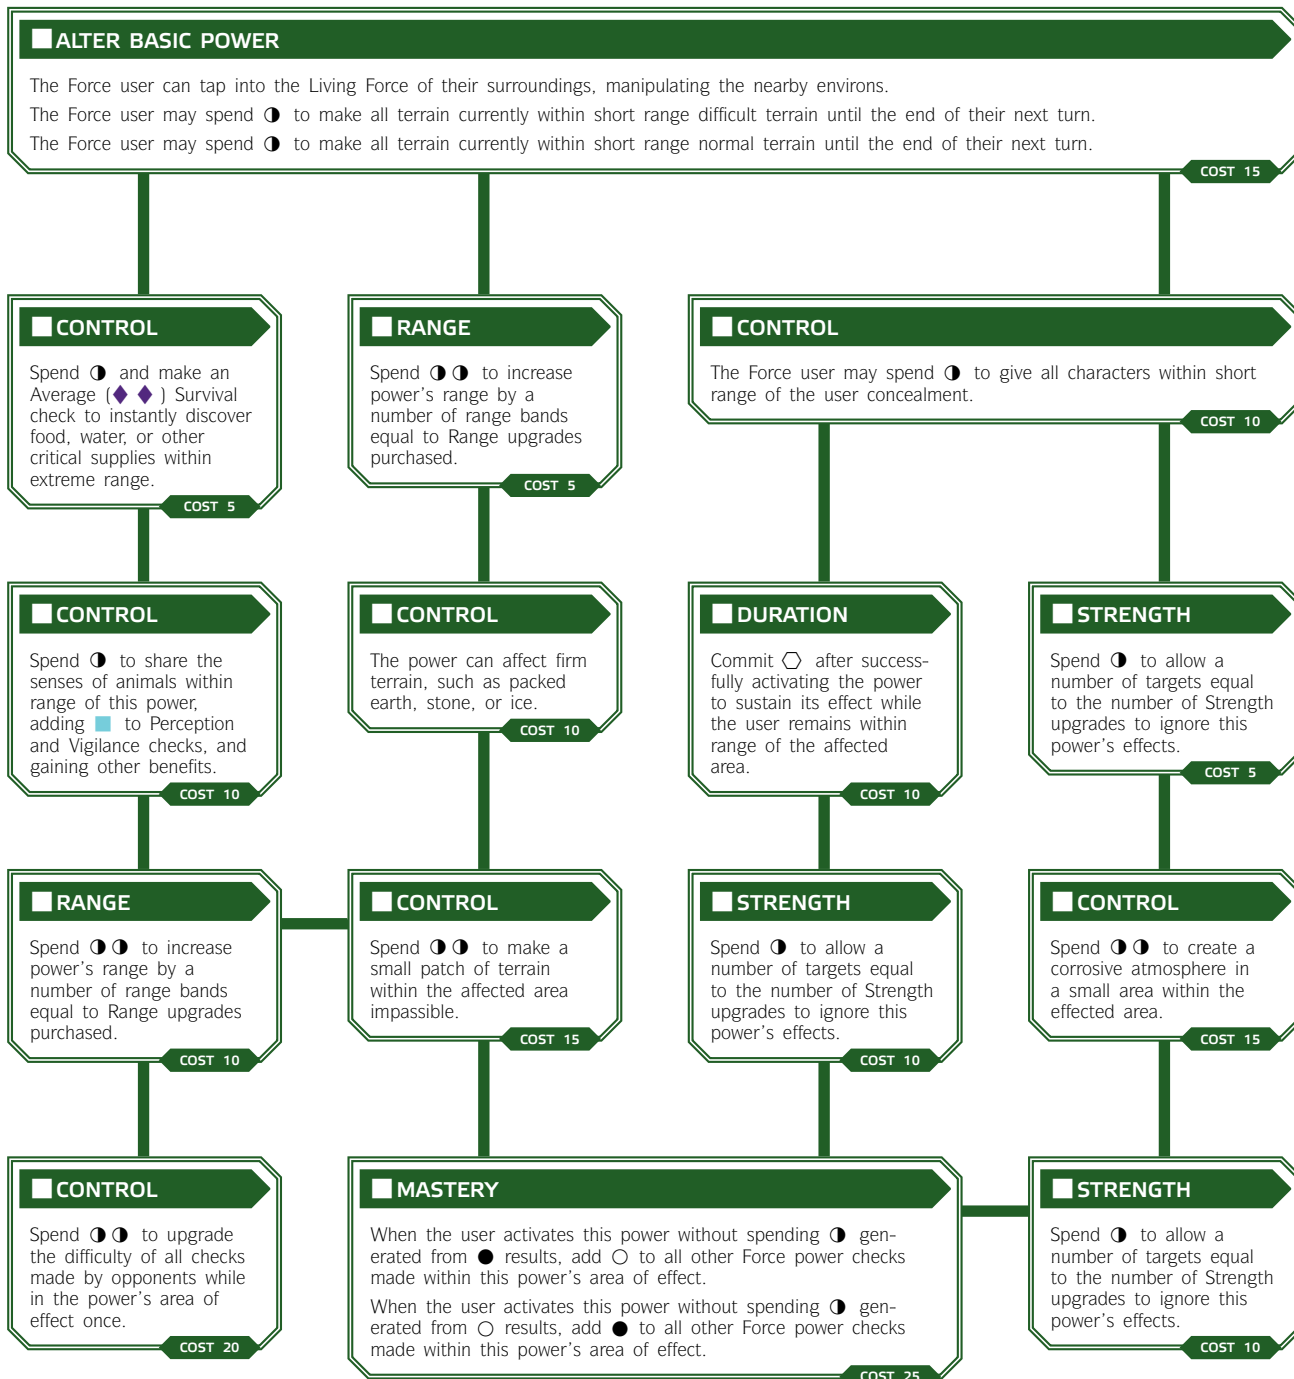 ALTER BASIC POWER
The Force user can tap into the Living Force of their surroundings, manipulating the nearby environs.
The Force user may spend ◑ to make all terrain currently within short range difficult terrain until the end of their next turn.
The Force user may spend ◑ to make all terrain currently within short range normal terrain until the end of their next turn.
COST 15
CONTROL
Spend ◑ and make an
Average (♦ ♦) Survival
check to instantly discover
food, water, or other
critical supplies within
extreme range.
COST 5
RANGE
Spend ◑◑ to increase
power's range by a
number of range bands
equal to Range upgrades
purchased.
COST 5
CONTROL
The Force user may spend ◑ to give all characters within short
range of the user concealment.
COST 10
CONTROL
Spend ◑ to share the
senses of animals within
range of this power,
adding ■ to Perception
and Vigilance checks, and
gaining other benefits.
COST 10
CONTROL
The power can affect firm
terrain, such as packed
earth, stone, or ice.
COST 10
DURATION
Commit ⬡ after success-
fully activating the power
to sustain its effect while
the user remains within
range of the affected
area.
COST 10
STRENGTH
Spend ◑ to allow a
number of targets equal
to the number of Strength
upgrades to ignore this
power's effects.
COST 5
RANGE
Spend ◑◑ to increase
power's range by a
number of range bands
equal to Range upgrades
purchased.
COST 10
CONTROL
Spend ◑◑ to make a
small patch of terrain
within the affected area
impassible.
COST 15
STRENGTH
Spend ◑ to allow a
number of targets equal
to the number of Strength
upgrades to ignore this
power's effects.
COST 10
CONTROL
Spend ◑◑ to create a
corrosive atmosphere in
a small area within the
effected area.
COST 15
CONTROL
Spend ◑◑ to upgrade
the difficulty of all checks
made by opponents while
in the power's area of
effect once.
COST 20
MASTERY
When the user activates this power without spending ◑ gen-
erated from ● results, add ○ to all other Force power checks
made within this power's area of effect.
When the user activates this power without spending ◑ gen-
erated from ○ results, add ● to all other Force power checks
made within this power's area of effect.
COST 25
STRENGTH
Spend ◑ to allow a
number of targets equal
to the number of Strength
upgrades to ignore this
power's effects.
COST 10